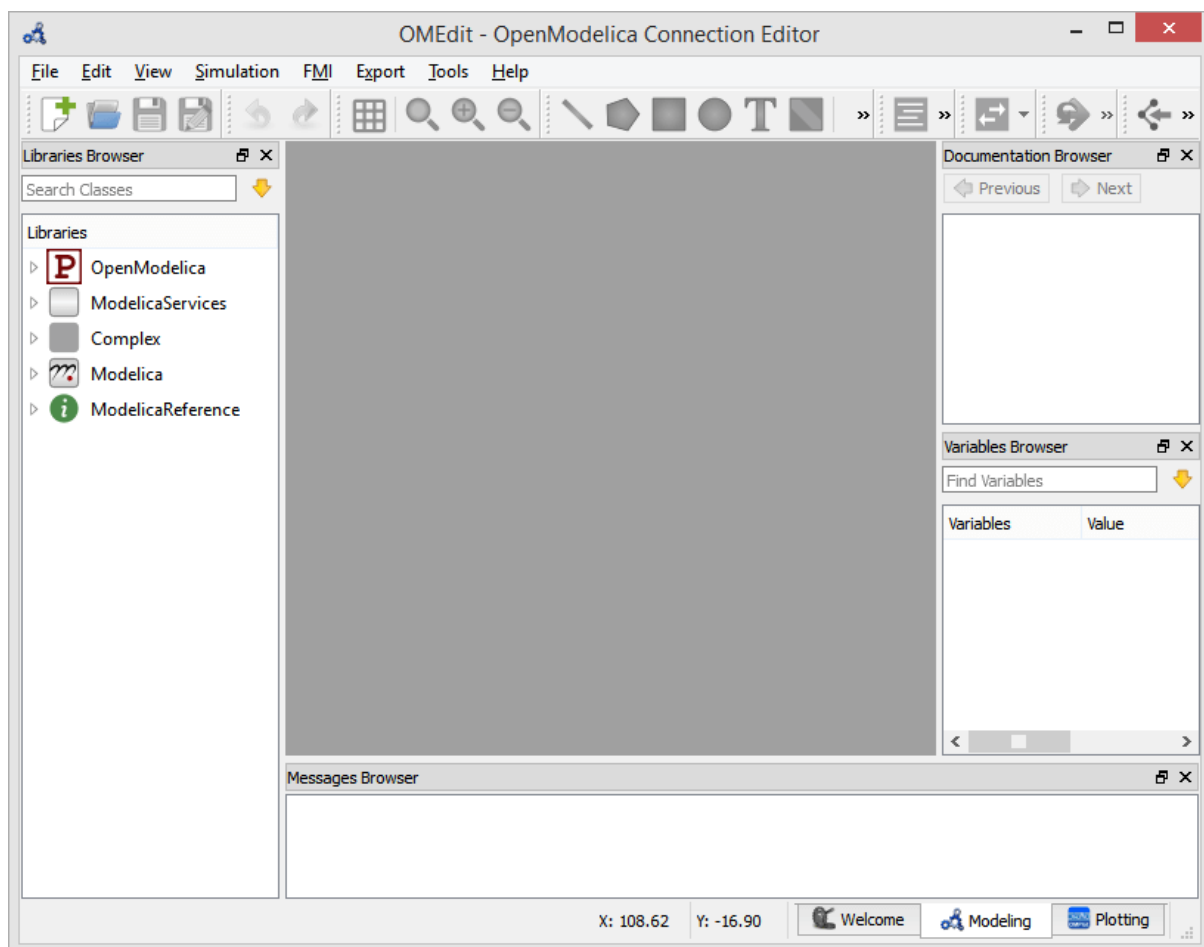 OMEdit - OpenModelica Connection Editor
File Edit View Simulation FMI Export Tools Help
T
Libraries Browser
Search Classes
Libraries
P OpenModelica
ModelicaServices
Complex
Modelica
i ModelicaReference
Documentation Browser
Previous Next
Variables Browser
Find Variables
Variables Value
Messages Browser
X: 108.62 Y: -16.90 Welcome Modeling Plotting